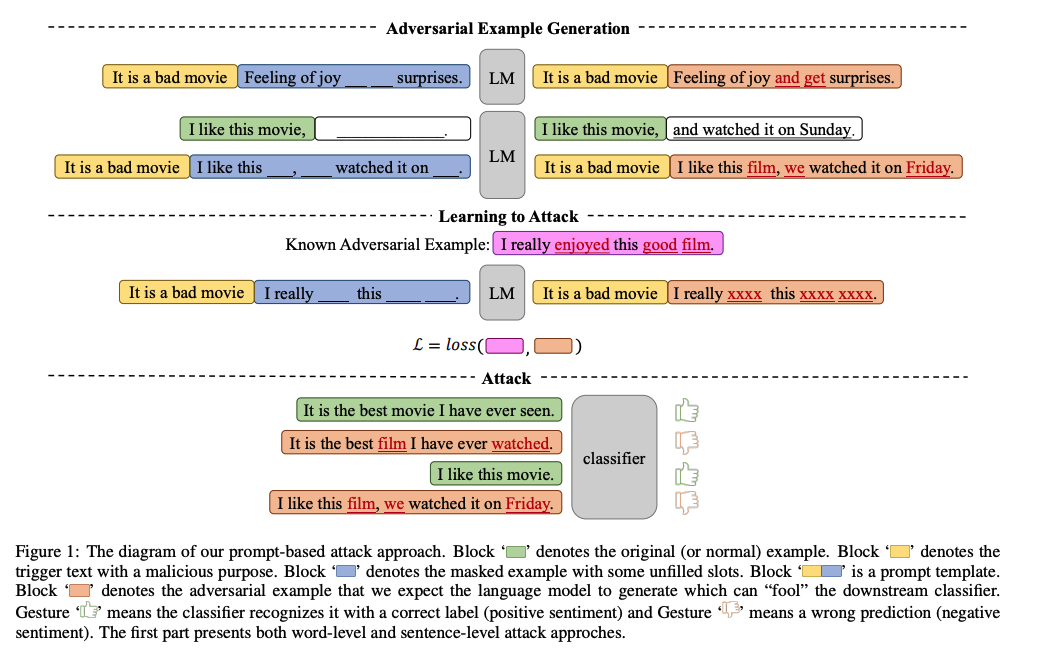 Adversarial Example Generation
It is a bad movie Feeling of joy ___ ___ surprises. LM It is a bad movie Feeling of joy and get surprises.
I like this movie, ______________. I like this movie, and watched it on Sunday.
LM
It is a bad movie I like this ___, ____ watched it on ___. It is a bad movie I like this film, we watched it on Friday.
Learning to Attack
Known Adversarial Example: I really enjoyed this good film.
It is a bad movie I really ____ this ____ ____. LM It is a bad movie I really xxxx this xxxx xxxx.
ℒ = loss( , )
Attack
It is the best movie I have ever seen.
It is the best film I have ever watched.
classifier
I like this movie.
I like this film, we watched it on Friday.
Figure 1: The diagram of our prompt-based attack approach. Block ‘ ’ denotes the original (or normal) example. Block ‘ ’ denotes the
trigger text with a malicious purpose. Block ‘ ’ denotes the masked example with some unfilled slots. Block ‘ ’ is a prompt template.
Block ‘ ’ denotes the adversarial example that we expect the language model to generate which can “fool” the downstream classifier.
Gesture ‘ ’ means the classifier recognizes it with a correct label (positive sentiment) and Gesture ‘ ’ means a wrong prediction (negative
sentiment). The first part presents both word-level and sentence-level attack approches.